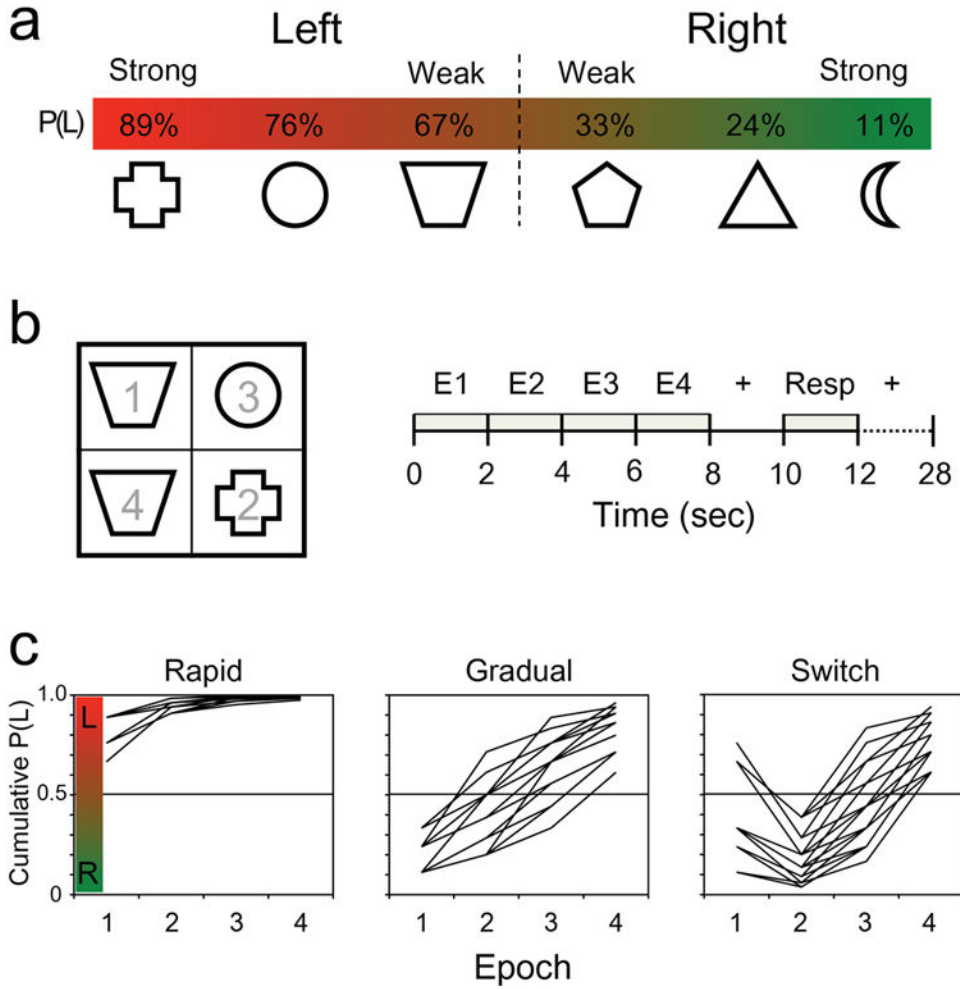 a
Left Right
Strong Weak Weak Strong
P(L) 89% 76% 67% 33% 24% 11%
b
1 3
4 2
E1 E2 E3 E4 + Resp +
0 2 4 6 8 10 12 28
Time (sec)
c
Rapid Gradual Switch
Cumulative P(L)
1.0
L
0.5
R
0
1 2 3 4 1 2 3 4 1 2 3 4
Epoch